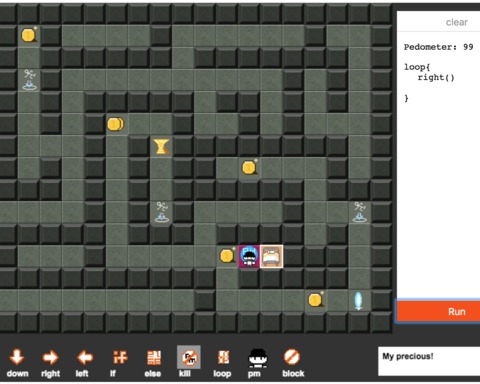 clear
Pedometer: 99
loop{
right()
}
Run
down right left If else kill loop pm block
My precious!